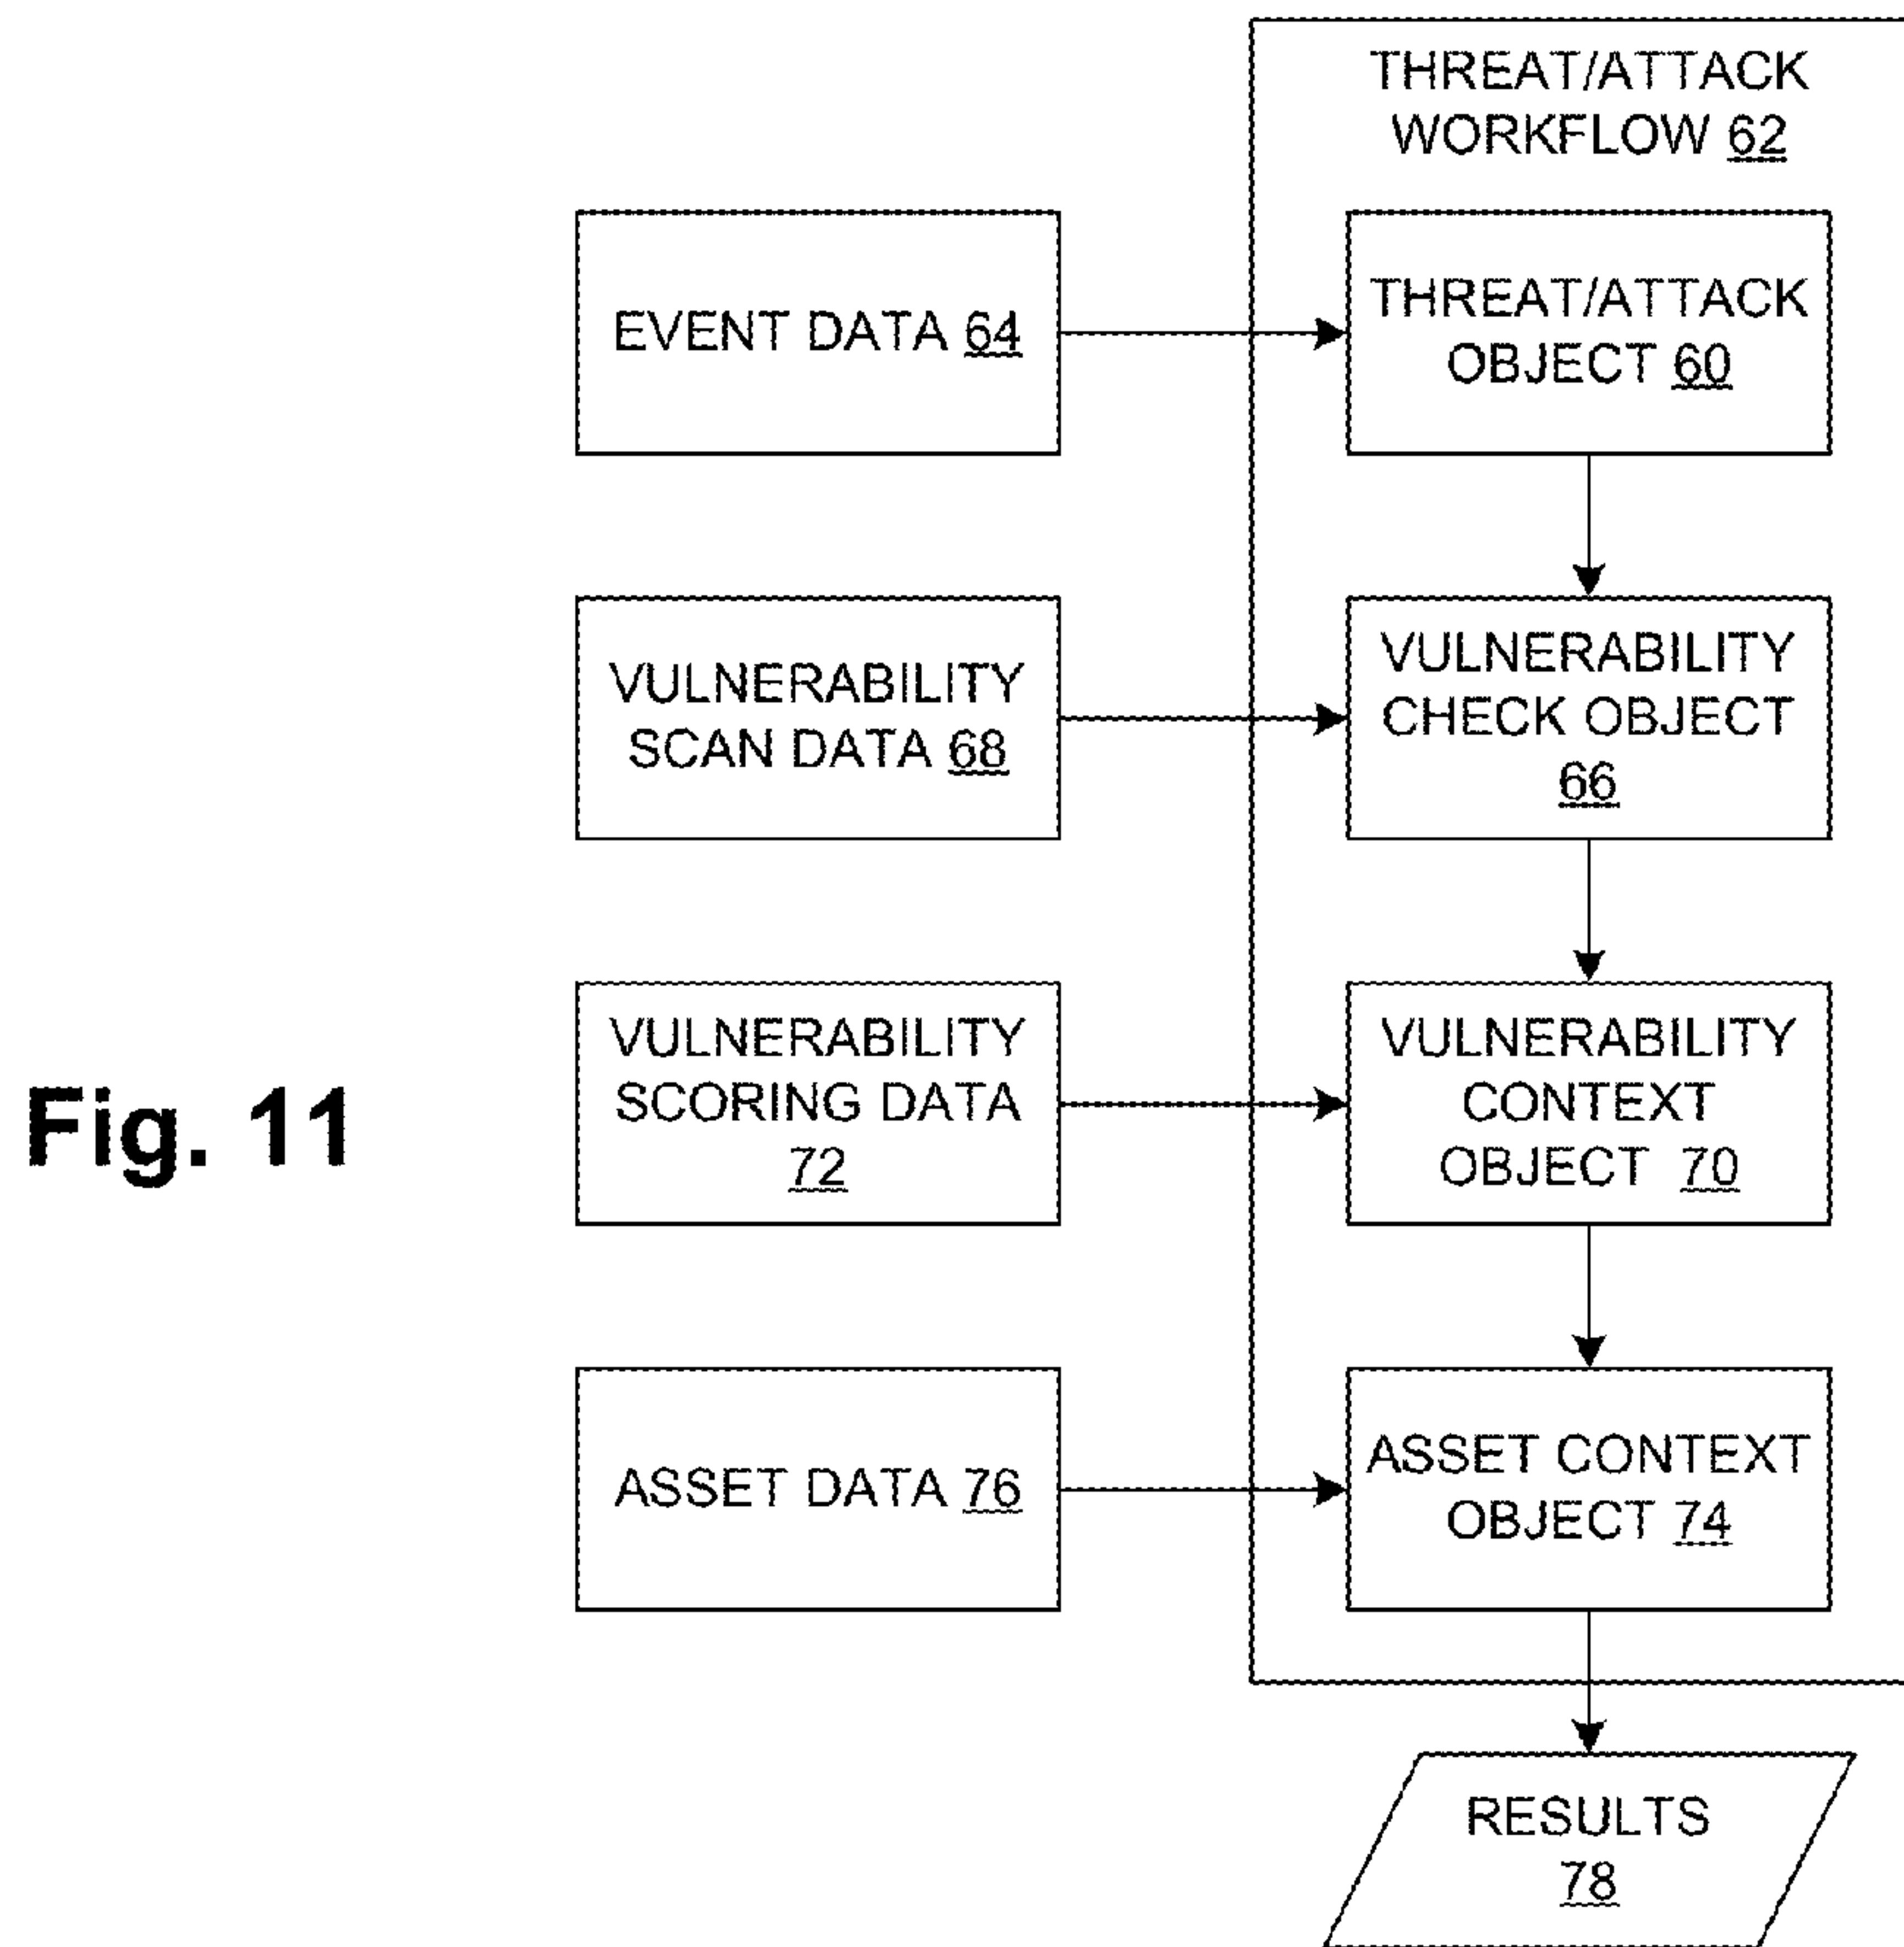 THREAT/ATTACK
WORKFLOW 62
EVENT DATA 64
THREAT/ATTACK
OBJECT 60
VULNERABILITY
SCAN DATA 68
VULNERABILITY
CHECK OBJECT
66
VULNERABILITY
SCORING DATA
72
VULNERABILITY
CONTEXT
OBJECT 70
Fig. 11
ASSET DATA 76
ASSET CONTEXT
OBJECT 74
RESULTS
78